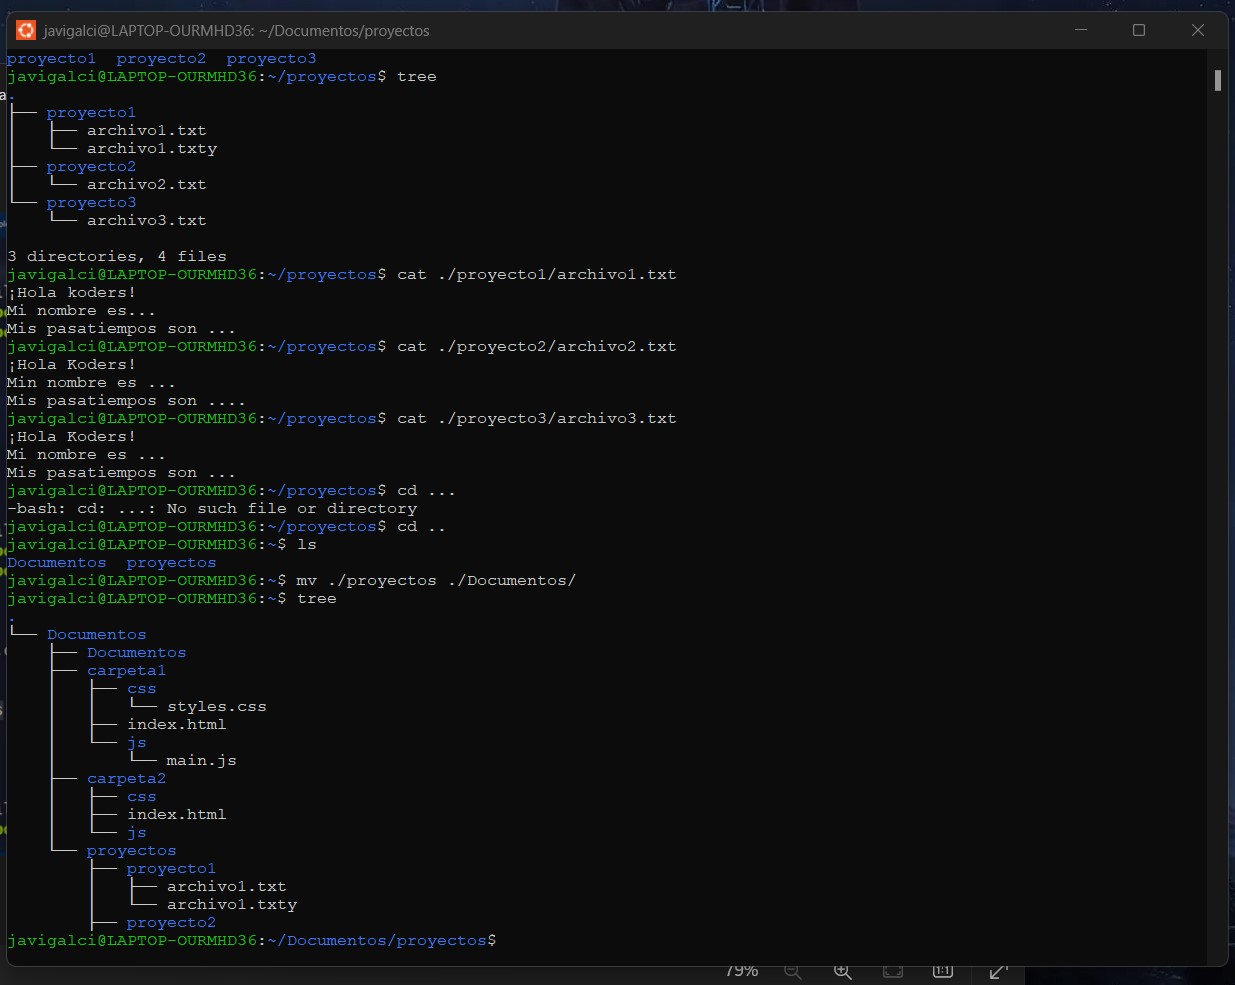 javigalci@LAPTOP-OURMHD36: ~/Documentos/proyectos
proyecto1  proyecto2  proyecto3
javigalci@LAPTOP-OURMHD36:~/proyectos$ tree
.
├── proyecto1
│   ├── archivo1.txt
│   └── archivo1.txty
├── proyecto2
│   └── archivo2.txt
└── proyecto3
    └── archivo3.txt
3 directories, 4 files
javigalci@LAPTOP-OURMHD36:~/proyectos$ cat ./proyecto1/archivo1.txt
¡Hola koders!
Mi nombre es...
Mis pasatiempos son ...
javigalci@LAPTOP-OURMHD36:~/proyectos$ cat ./proyecto2/archivo2.txt
¡Hola Koders!
Min nombre es ...
Mis pasatiempos son ....
javigalci@LAPTOP-OURMHD36:~/proyectos$ cat ./proyecto3/archivo3.txt
¡Hola Koders!
Mi nombre es ...
Mis pasatiempos son ...
javigalci@LAPTOP-OURMHD36:~/proyectos$ cd ...
-bash: cd: ...: No such file or directory
javigalci@LAPTOP-OURMHD36:~/proyectos$ cd ..
javigalci@LAPTOP-OURMHD36:~$ ls
Documentos  proyectos
javigalci@LAPTOP-OURMHD36:~$ mv ./proyectos ./Documentos/
javigalci@LAPTOP-OURMHD36:~$ tree
.
└── Documentos
    ├── Documentos
    ├── carpeta1
    │   ├── css
    │   │   └── styles.css
    │   ├── index.html
    │   └── js
    │       └── main.js
    ├── carpeta2
    │   ├── css
    │   ├── index.html
    │   └── js
    └── proyectos
        ├── proyecto1
        │   ├── archivo1.txt
        │   └── archivo1.txty
        ├── proyecto2
javigalci@LAPTOP-OURMHD36:~/Documentos/proyectos$
79%
1:1